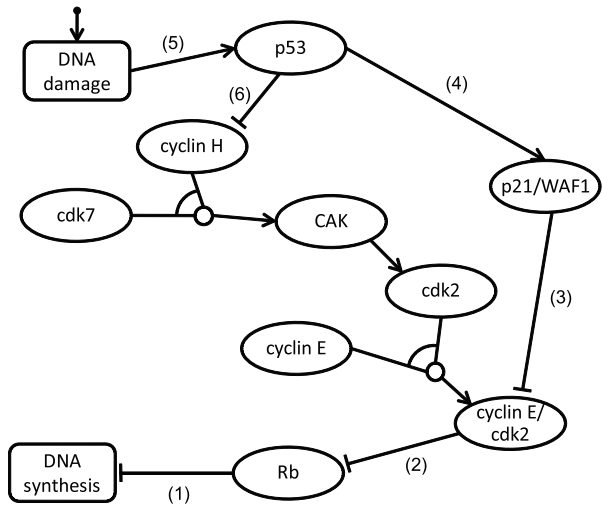 DNA
damage
(5)
p53
(6)
(4)
cyclin H
p21/WAF1
cdk7
CAK
cdk2
(3)
cyclin E
cyclin E/
cdk2
(2)
Rb
(1)
DNA
synthesis